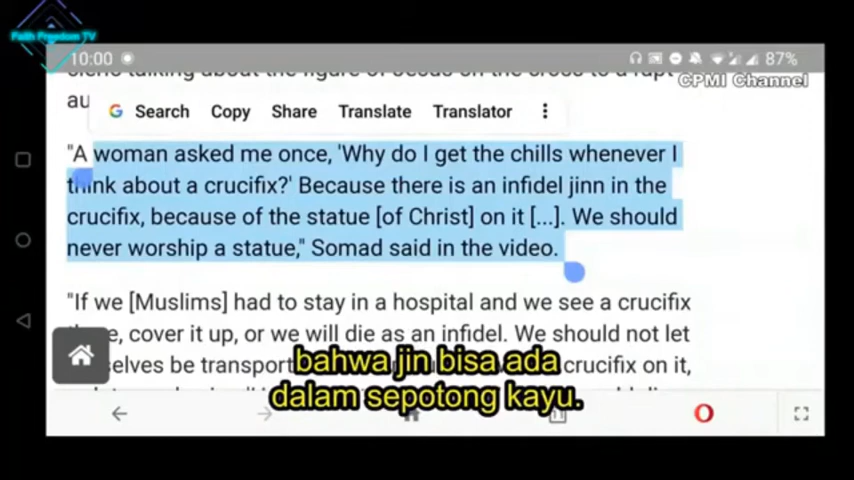 Faith Freedom TV
10:00
87%
CPMI Channel
Search Copy Share Translate Translator
"A woman asked me once, 'Why do I get the chills whenever I
think about a crucifix?' Because there is an infidel jinn in the
crucifix, because of the statue [of Christ] on it [...]. We should
never worship a statue," Somad said in the video.
"If we [Muslims] had to stay in a hospital and we see a crucifix
cover it up, or we will die as an infidel. We should not let
be transport crucifix on it,
bahwa jin bisa ada
dalam sepotong kayu.